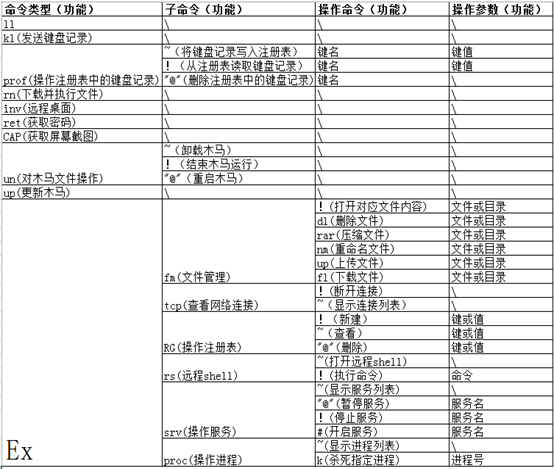 命令类型（功能） 子命令（功能） 操作命令（功能） 操作参数（功能）
ll \ \ \
kl(发送键盘记录) \ \ \
~（将键盘记录写入注册表） 键名 键值
!（从注册表读取键盘记录） 键名 键值
prof(操作注册表中的键盘记录) "@"(删除注册表中的键盘记录) 键名 \
rn(下载并执行文件) \ \ \
inv(远程桌面) \ \ \
ret(获取密码) \ \ \
CAP(获取屏幕截图) \ \ \
~（卸载木马） \ \
!（结束木马运行） \ \
un(对木马文件操作) "@"（重启木马） \ \
up(更新木马) \ \ \
!（打开对应文件内容） 文件或目录
dl(删除文件) 文件或目录
rar(压缩文件) 文件或目录
nm(重命名文件) 文件或目录
up(上传文件) 文件或目录
fm(文件管理) fl(下载文件) 文件或目录
!（断开连接） \
tcp(查看网络连接) ~（显示连接列表） \
!（新建） 键或值
~（查看） 键或值
RG(操作注册表) "@"(删除) 键或值
~(打开远程shell) \
rs(远程shell) !（执行命令） 命令
~(显示服务列表) \
"@"(暂停服务) 服务名
!（停止服务） 服务名
srv(操作服务) #(开启服务) 服务名
~(显示进程列表) \
Ex proc(操作进程) k(杀死指定进程) 进程号